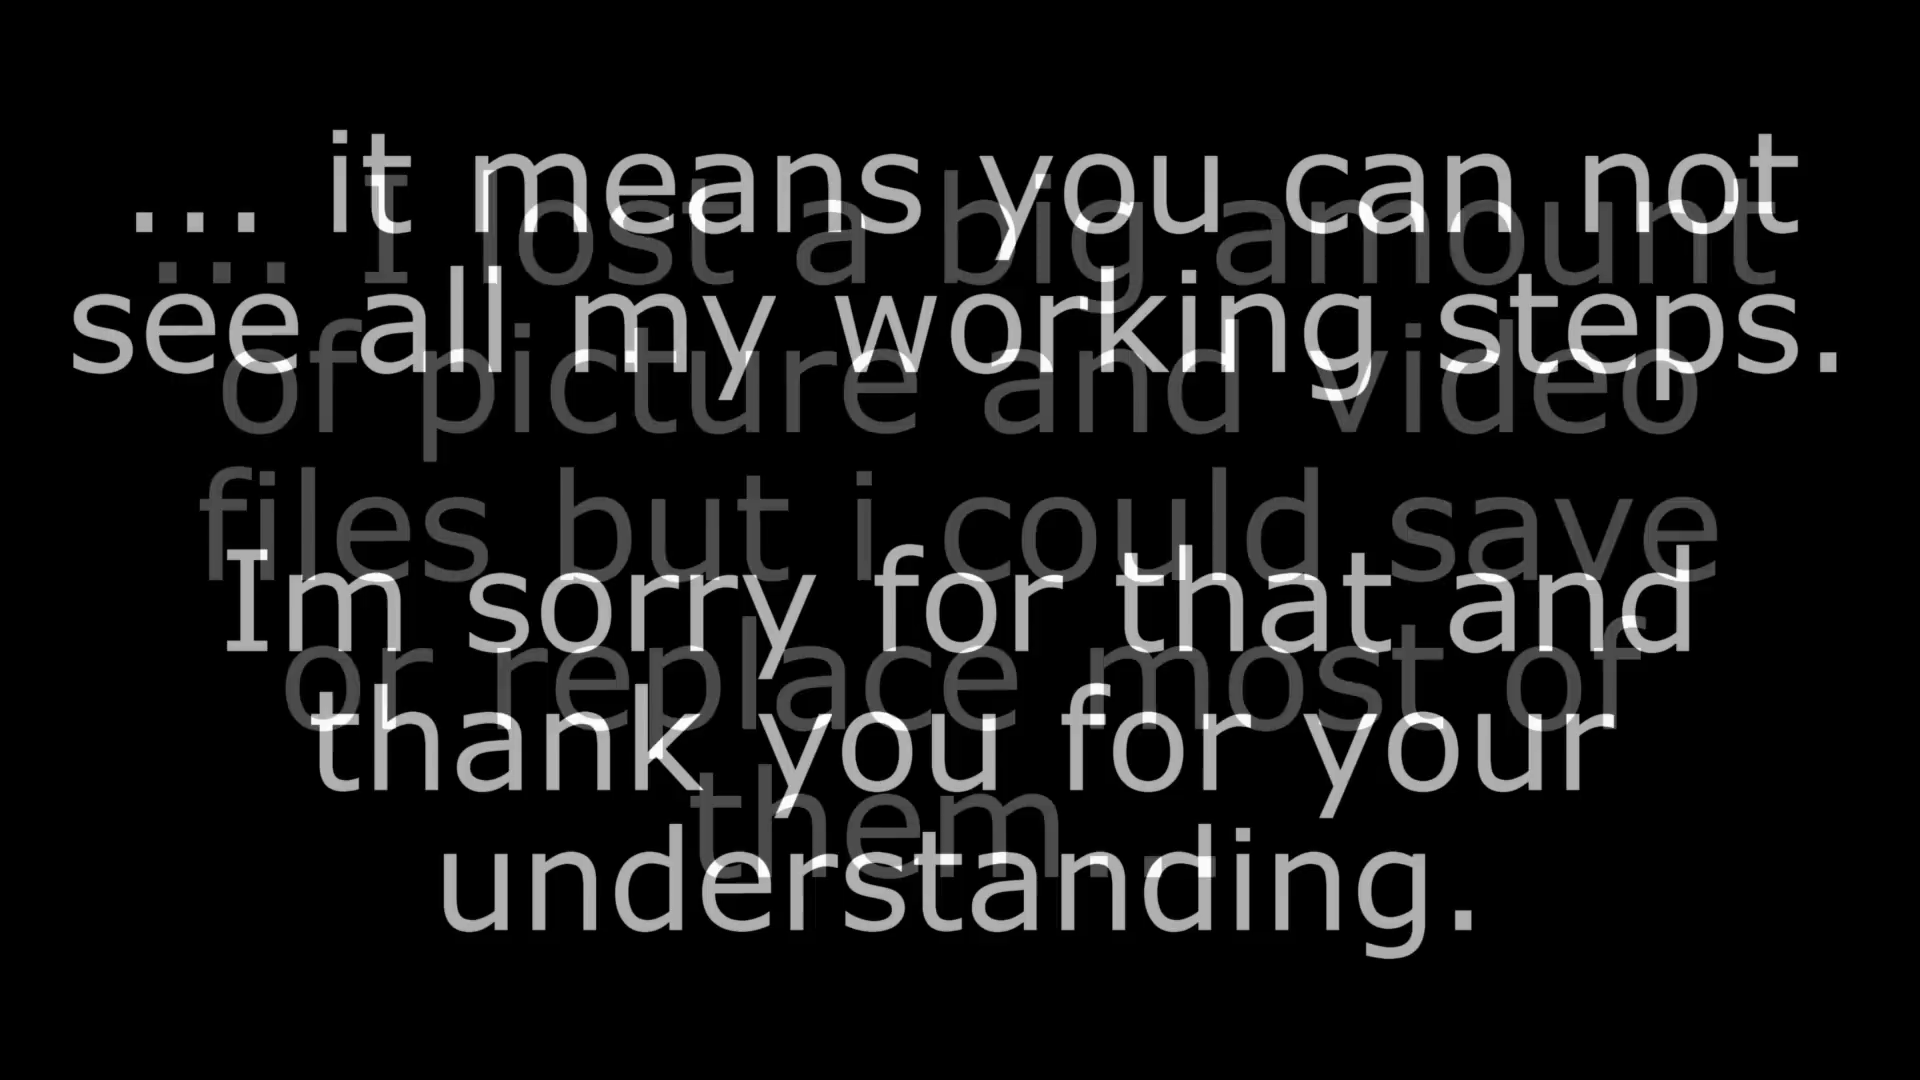 ... it means you can not
see all my working steps.
Im sorry for that and
thank you for your
understanding.
... I lost a big amount
of picture and video
files but i could save
or replace most of
them...